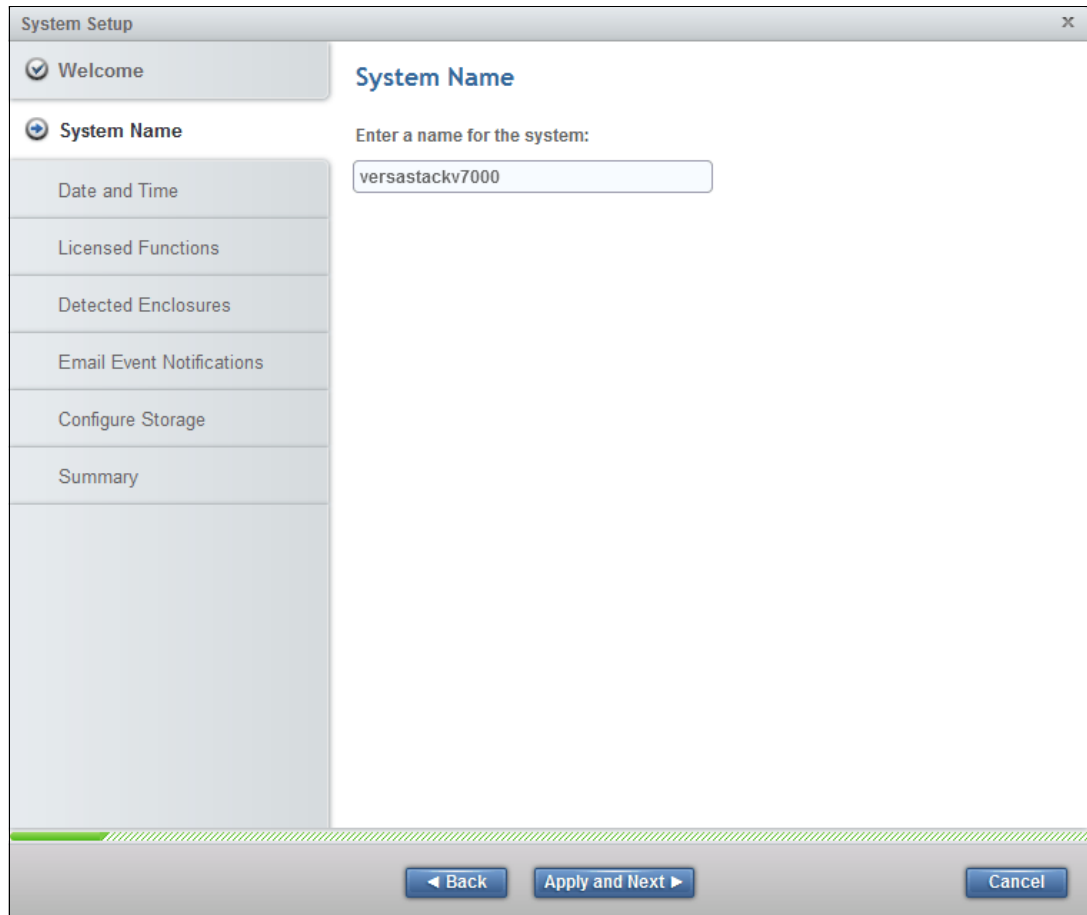 System Setup
x
Welcome
System Name
Date and Time
Licensed Functions
Detected Enclosures
Email Event Notifications
Configure Storage
Summary
System Name
Enter a name for the system:
versastackv7000
Back
Apply and Next
Cancel